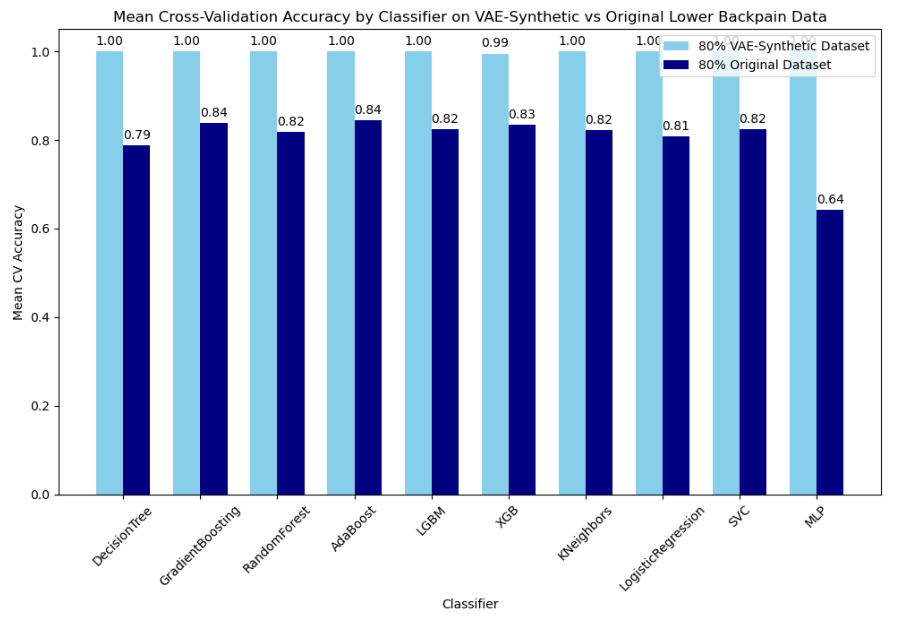 Mean Cross-Validation Accuracy by Classifier on VAE-Synthetic vs Original Lower Backpain Data
1.00 1.00 1.00 1.00 1.00 0.99 1.00 1.00 1.00 1.00
80% VAE-Synthetic Dataset
80% Original Dataset
0.79 0.84 0.82 0.84 0.82 0.83 0.82 0.81 0.82 0.64
Mean CV Accuracy
1.0
0.8
0.6
0.4
0.2
0.0
DecisionTree
GradientBoosting
RandomForest
AdaBoost
LGBM
XGB
KNeighbors
LogisticRegression
SVC
MLP
Classifier